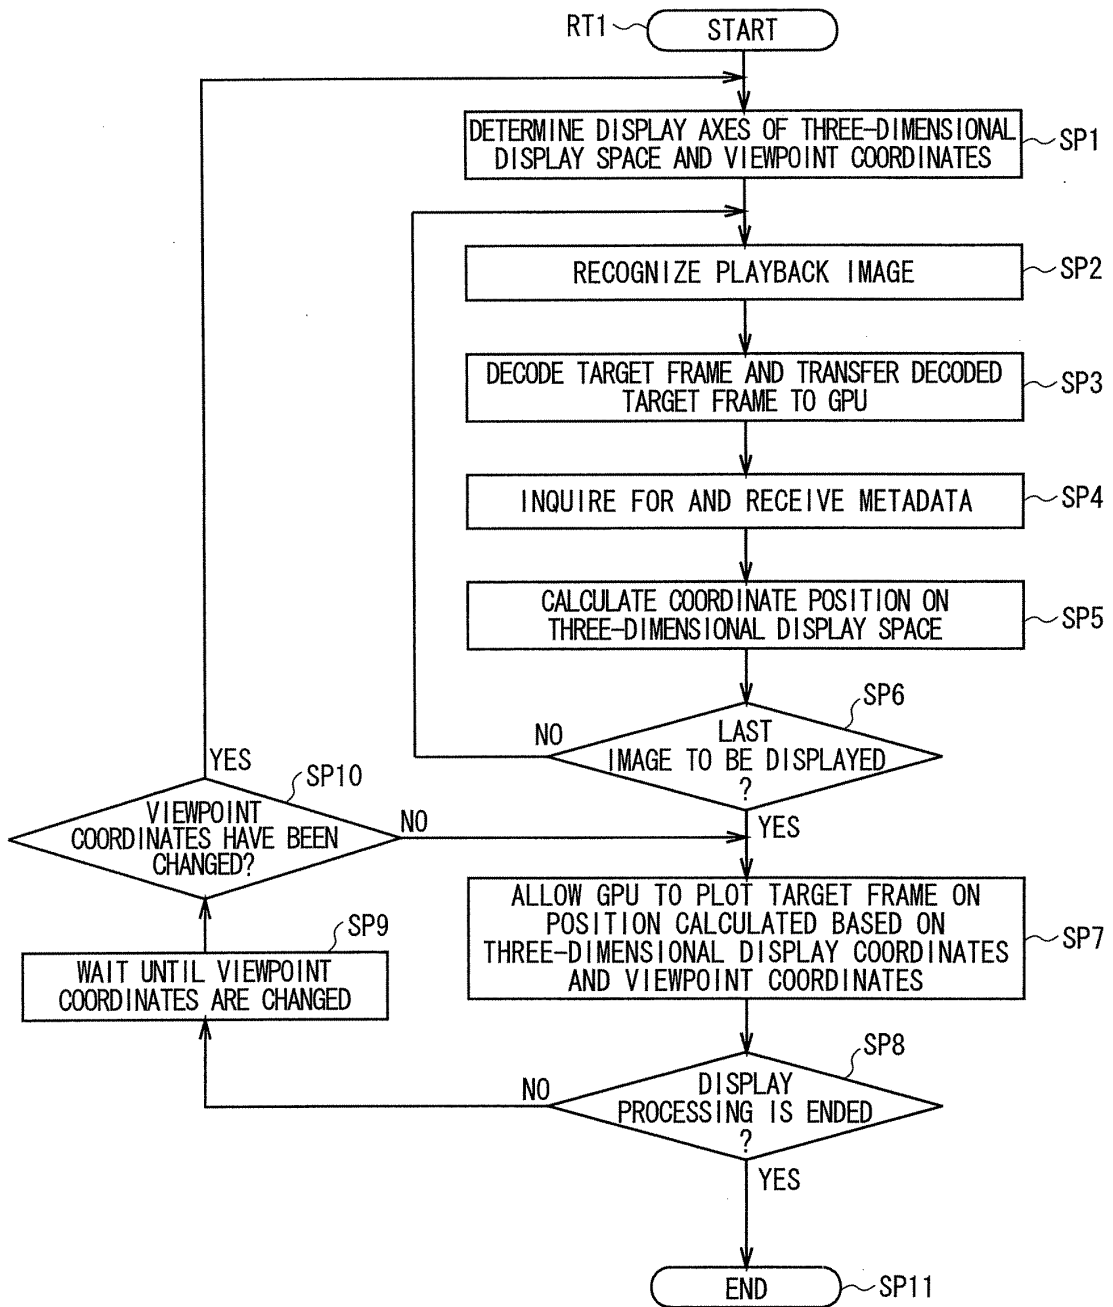 RT1
START
DETERMINE DISPLAY AXES OF THREE-DIMENSIONAL
DISPLAY SPACE AND VIEWPOINT COORDINATES
SP1
RECOGNIZE PLAYBACK IMAGE
SP2
DECODE TARGET FRAME AND TRANSFER DECODED
TARGET FRAME TO GPU
SP3
INQUIRE FOR AND RECEIVE METADATA
SP4
CALCULATE COORDINATE POSITION ON
THREE-DIMENSIONAL DISPLAY SPACE
SP5
SP6
NO
LAST
IMAGE TO BE DISPLAYED
?
YES
YES
SP10
VIEWPOINT
COORDINATES HAVE BEEN
CHANGED?
NO
ALLOW GPU TO PLOT TARGET FRAME ON
POSITION CALCULATED BASED ON
THREE-DIMENSIONAL DISPLAY COORDINATES
AND VIEWPOINT COORDINATES
SP7
SP9
WAIT UNTIL VIEWPOINT
COORDINATES ARE CHANGED
SP8
NO
DISPLAY
PROCESSING IS ENDED
?
YES
END
SP11